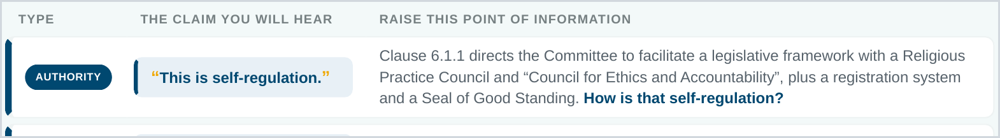 TYPE THE CLAIM YOU WILL HEAR RAISE THIS POINT OF INFORMATION
AUTHORITY
“This is self-regulation.”
Clause 6.1.1 directs the Committee to facilitate a legislative framework with a Religious
Practice Council and “Council for Ethics and Accountability”, plus a registration system
and a Seal of Good Standing. How is that self-regulation?